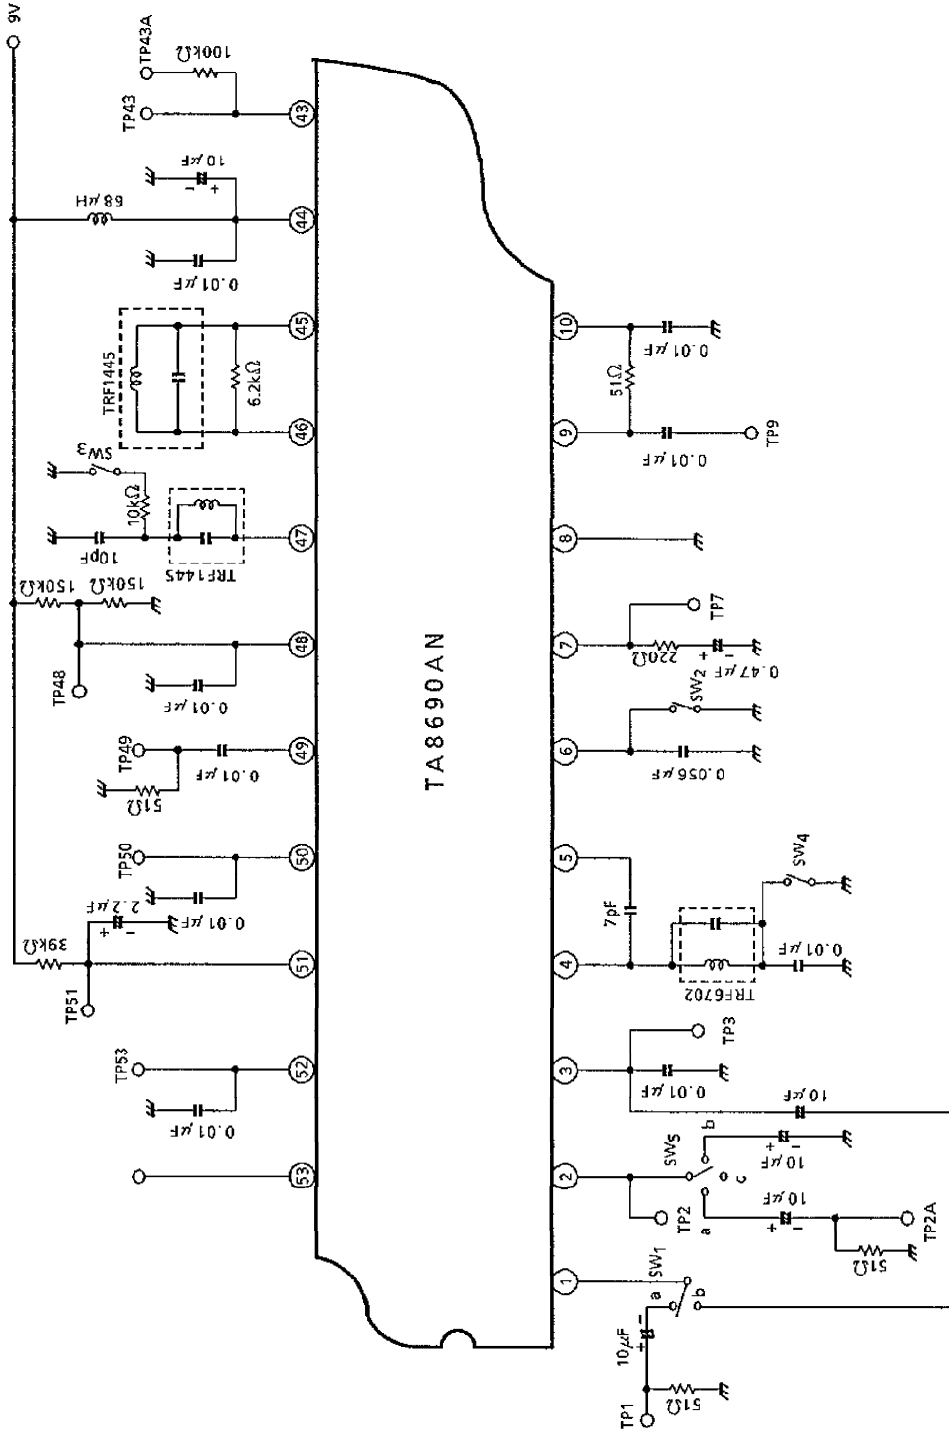 9V
TP43A
100kΩ
TP43
43
10μF
+
-
68μH
44
0.01μF
45
TRF1445
6.2kΩ
46
SW3
10kΩ
10pF
47
TRF1445
150kΩ
150kΩ
48
TP48
0.01μF
TP49
49
0.01μF
51Ω
TP50
50
0.01μF
2.2μF
+
-
39kΩ
51
TP51
TP53
52
0.01μF
53
TA8690AN
10
0.01μF
51Ω
9
0.01μF
TP9
8
7
TP7
220Ω
+
-
0.47μF
SW2
6
0.056μF
5
7pF
SW4
4
0.01μF
TRF6702
TP3
3
0.01μF
10μF
b
SW5
+
-
10μF
2
c
10μF
TP2
a
+
-
TP2A
51Ω
SW1
1
a
b
10μF
+
-
51Ω
TP1